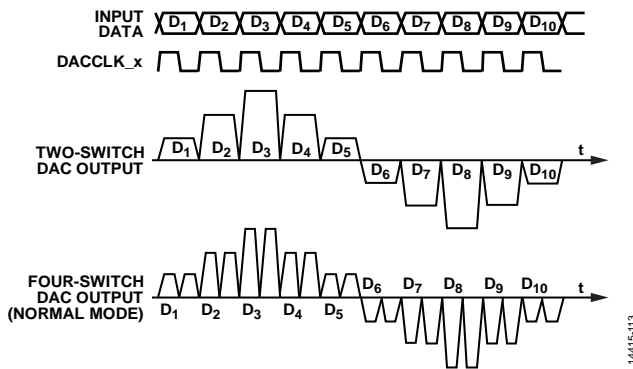 INPUT
DATA
D1 D2 D3 D4 D5 D6 D7 D8 D9 D10
DACCLK_x
TWO-SWITCH
DAC OUTPUT
D1 D2 D3 D4 D5
D6 D7 D8 D9 D10
t
FOUR-SWITCH
DAC OUTPUT
(NORMAL MODE)
D1 D2 D3 D4 D5
D6 D7 D8 D9 D10
t
14415-113